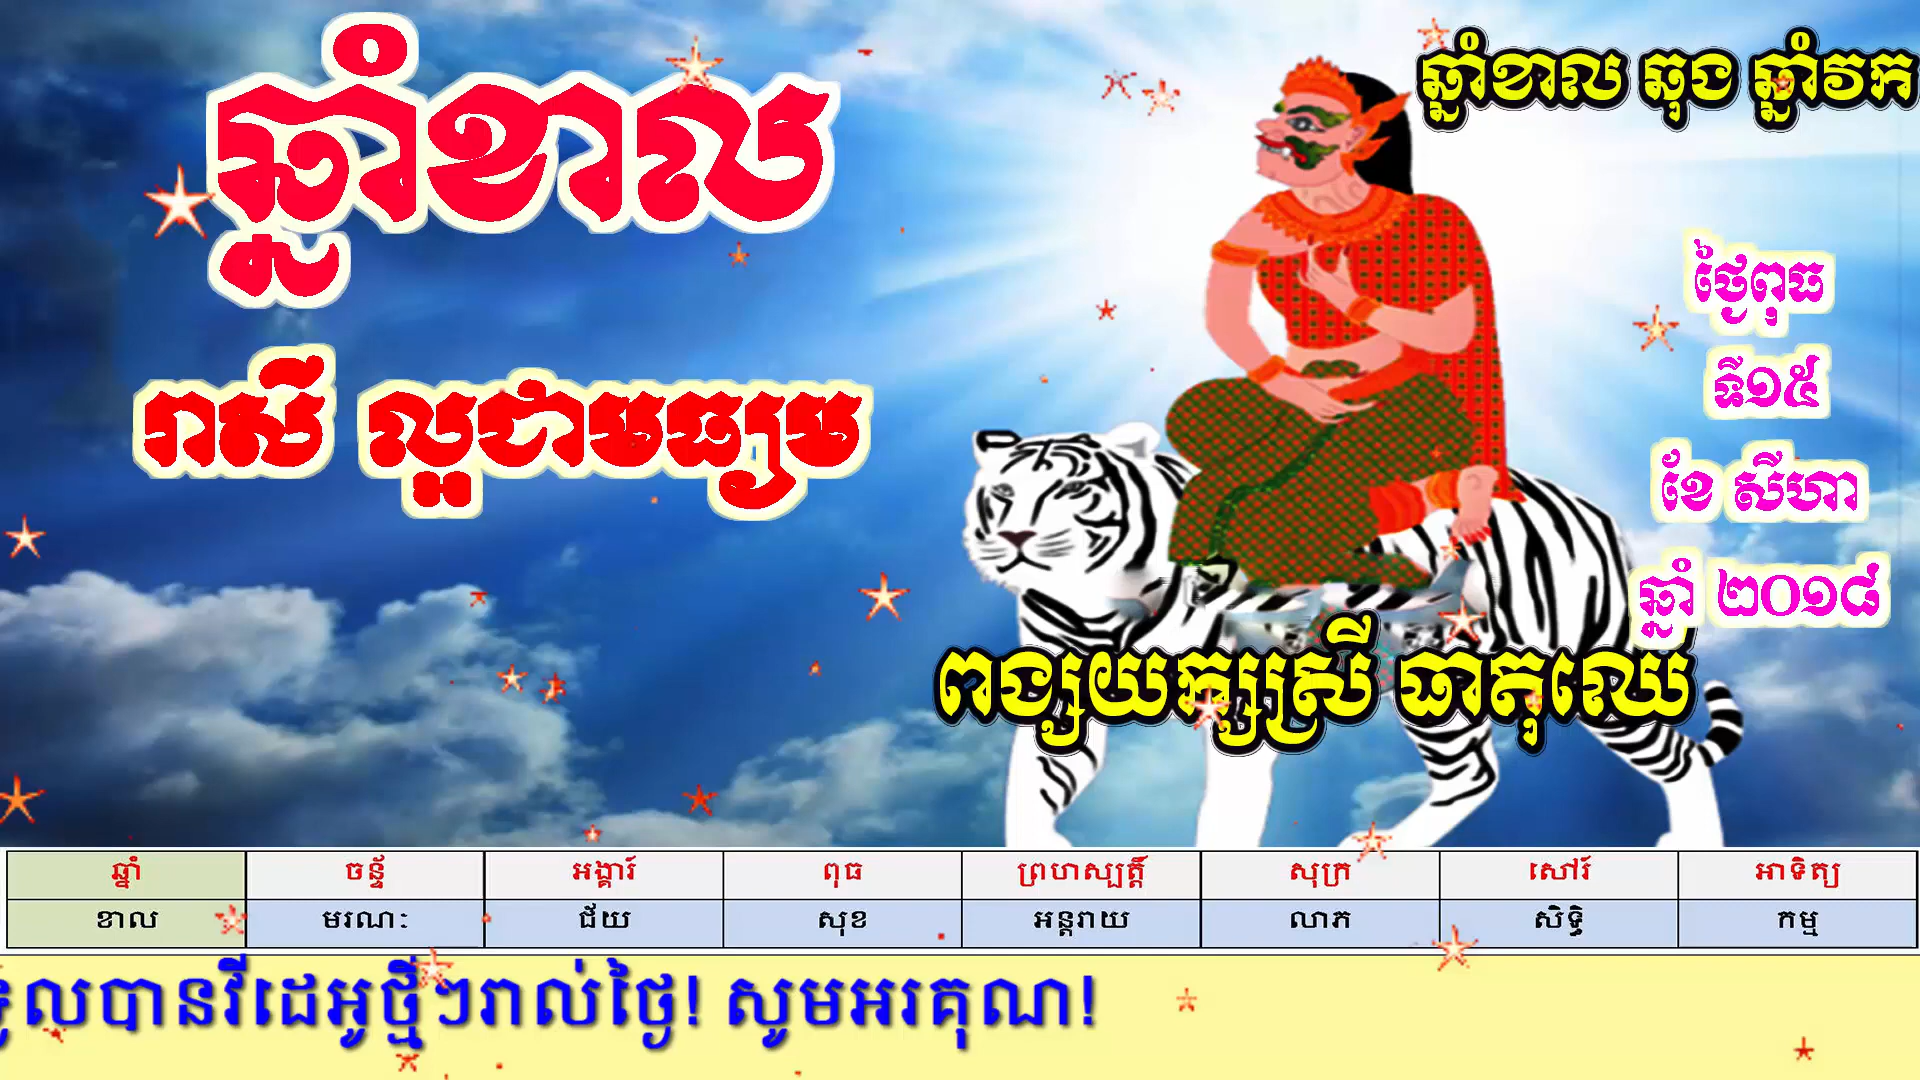 ឆ្នាំខាល
រាសី ល្អជាមធ្យម
ឆ្នាំខាល ឆុង ឆ្នាំវក
ថ្ងៃពុធ
ទី១៥
ខែ សីហា
ឆ្នាំ ២០១៨
ពង្សយក្សស្រី ធាតុឈើ
ឆ្នាំ ចន្ទ័ អង្គារ៍ ពុធ ព្រហស្បត្តិ៍ សុក្រ សៅរ៍ អាទិត្យ
ខាល មរណៈ ជ័យ សុខ អន្តរាយ លាភ សិទ្ធិ កម្ម
ទួលបានវីដេអូថ្មីៗរាល់ថ្ងៃ! សូមអរគុណ!